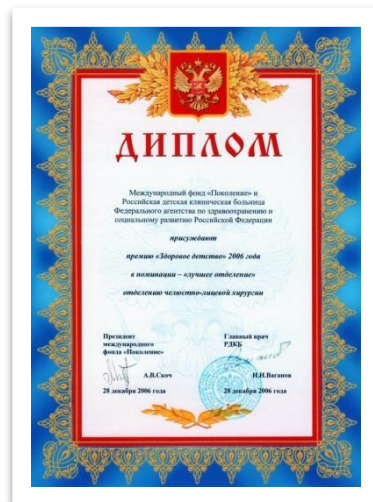 ДИПЛОМ
Международный фонд «Поколение» и
Российская детская клиническая больница
Федерального агентства по здравоохранению и
социальному развитию Российской Федерации
присуждают
премию «Здоровое детство» 2006 года
в номинации – «лучшее отделение»
отделению челюстно-лицевой хирургии
Президент
международного
фонда «Поколение»
А.В.Скоч
28 декабря 2006 года
Главный врач
РДКБ
Н.Н.Ваганов
28 декабря 2006 года